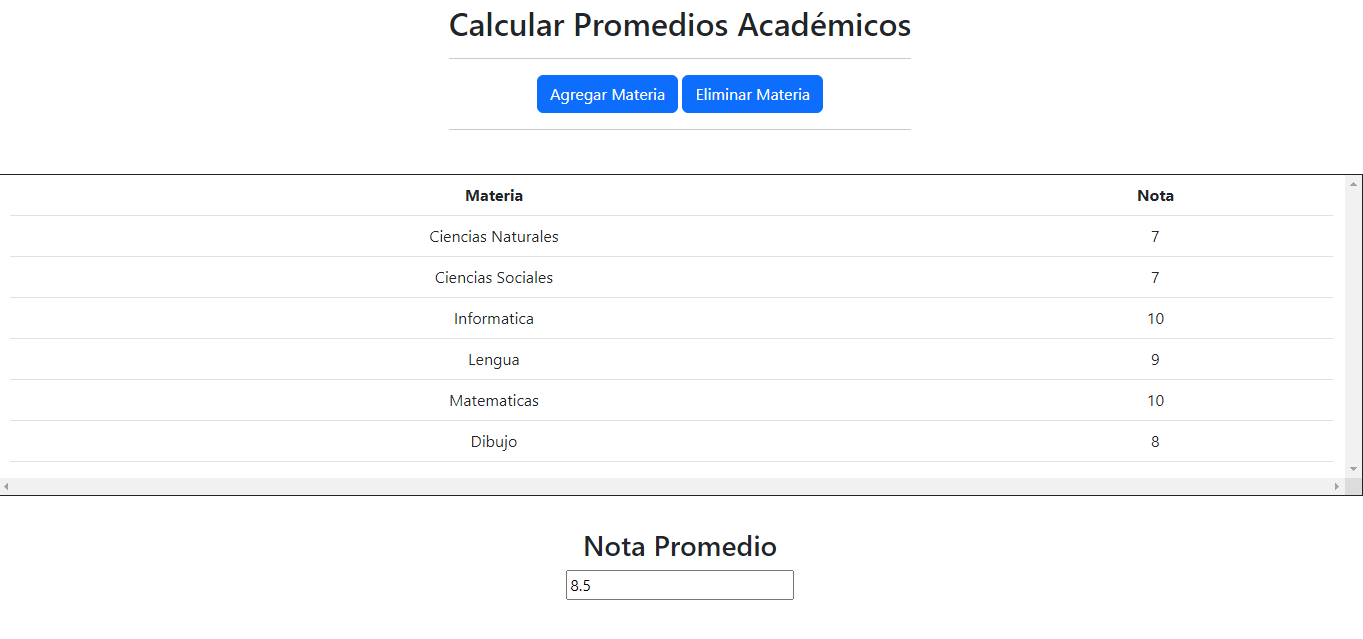 Calcular Promedios Académicos
Agregar Materia Eliminar Materia
Materia Nota
Ciencias Naturales 7
Ciencias Sociales 7
Informatica 10
Lengua 9
Matematicas 10
Dibujo 8
Nota Promedio
8.5